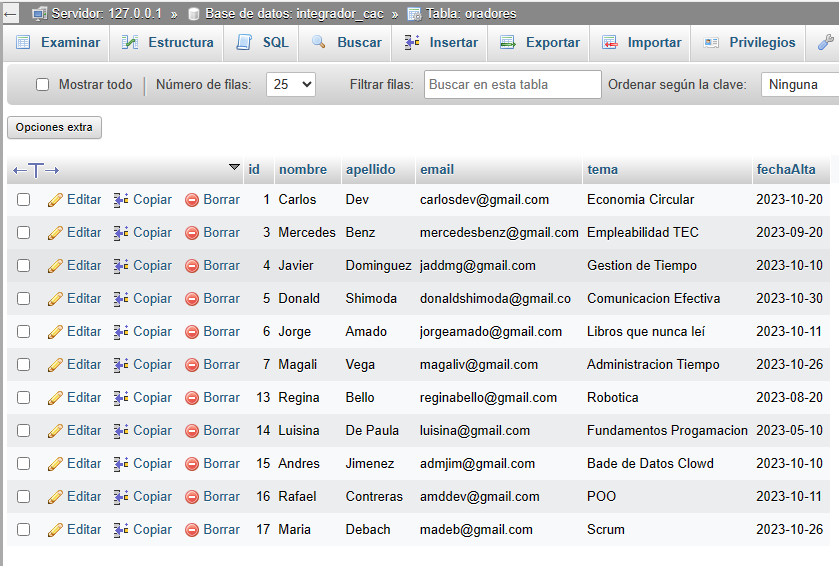 Servidor: 127.0.0.1 » Base de datos: integrador_cac » Tabla: oradores
Examinar Estructura SQL Buscar Insertar Exportar Importar Privilegios
Mostrar todo Número de filas: 25 Filtrar filas: Buscar en esta tabla Ordenar según la clave: Ninguna
Opciones extra
id nombre apellido email tema fechaAlta
Editar Copiar Borrar 1 Carlos Dev carlosdev@gmail.com Economia Circular 2023-10-20
Editar Copiar Borrar 3 Mercedes Benz mercedesbenz@gmail.com Empleabilidad TEC 2023-09-20
Editar Copiar Borrar 4 Javier Dominguez jaddmg@gmail.com Gestion de Tiempo 2023-10-10
Editar Copiar Borrar 5 Donald Shimoda donaldshimoda@gmail.co Comunicacion Efectiva 2023-10-30
Editar Copiar Borrar 6 Jorge Amado jorgeamado@gmail.com Libros que nunca leí 2023-10-11
Editar Copiar Borrar 7 Magali Vega magaliv@gmail.com Administracion Tiempo 2023-10-26
Editar Copiar Borrar 13 Regina Bello reginabello@gmail.com Robotica 2023-08-20
Editar Copiar Borrar 14 Luisina De Paula luisina@gmail.com Fundamentos Progamacion 2023-05-10
Editar Copiar Borrar 15 Andres Jimenez admjim@gmail.com Bade de Datos Clowd 2023-10-10
Editar Copiar Borrar 16 Rafael Contreras amddev@gmail.com POO 2023-10-11
Editar Copiar Borrar 17 Maria Debach madeb@gmail.com Scrum 2023-10-26